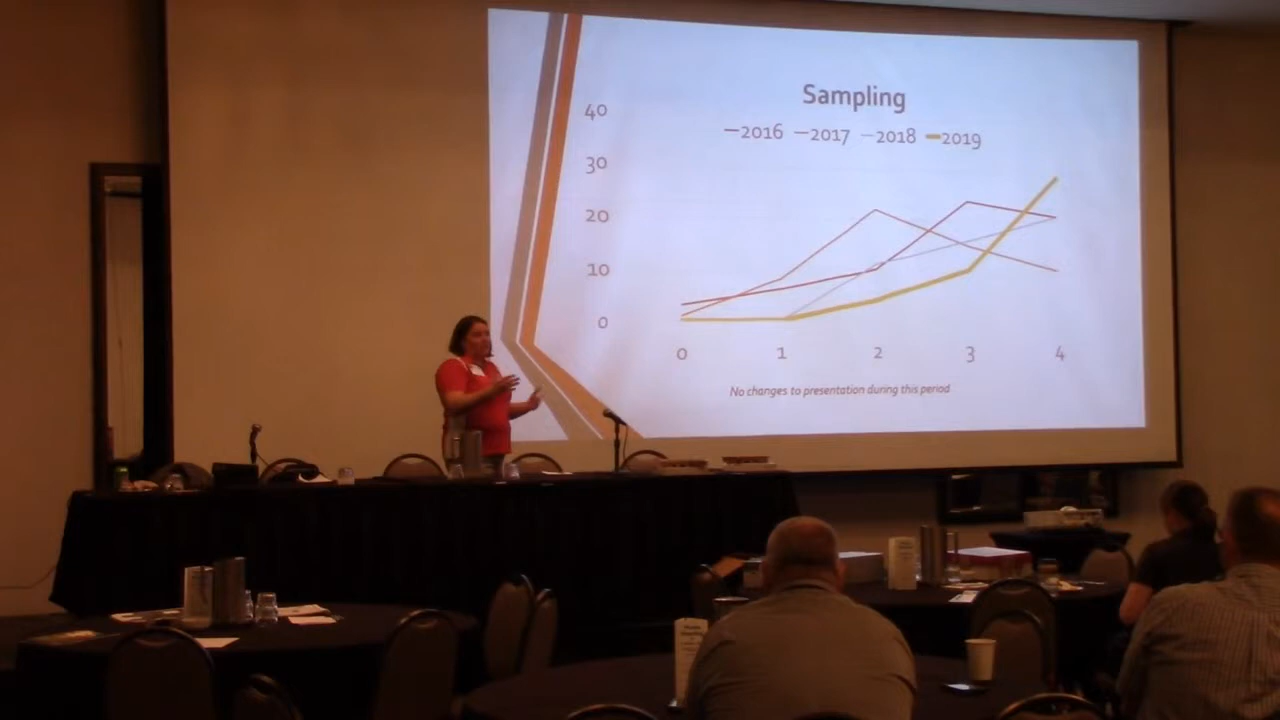 Sampling
2016 2017 2018 2019
40
30
20
10
0
0 1 2 3 4
No changes to presentation during this period